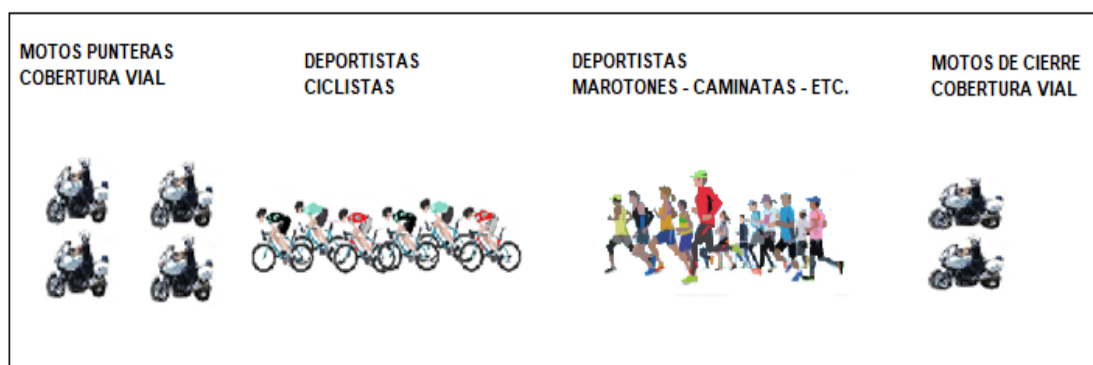 MOTOS PUNTERAS
COBERTURA VIAL
DEPORTISTAS
CICLISTAS
DEPORTISTAS
MAROTONES - CAMINATAS - ETC.
MOTOS DE CIERRE
COBERTURA VIAL